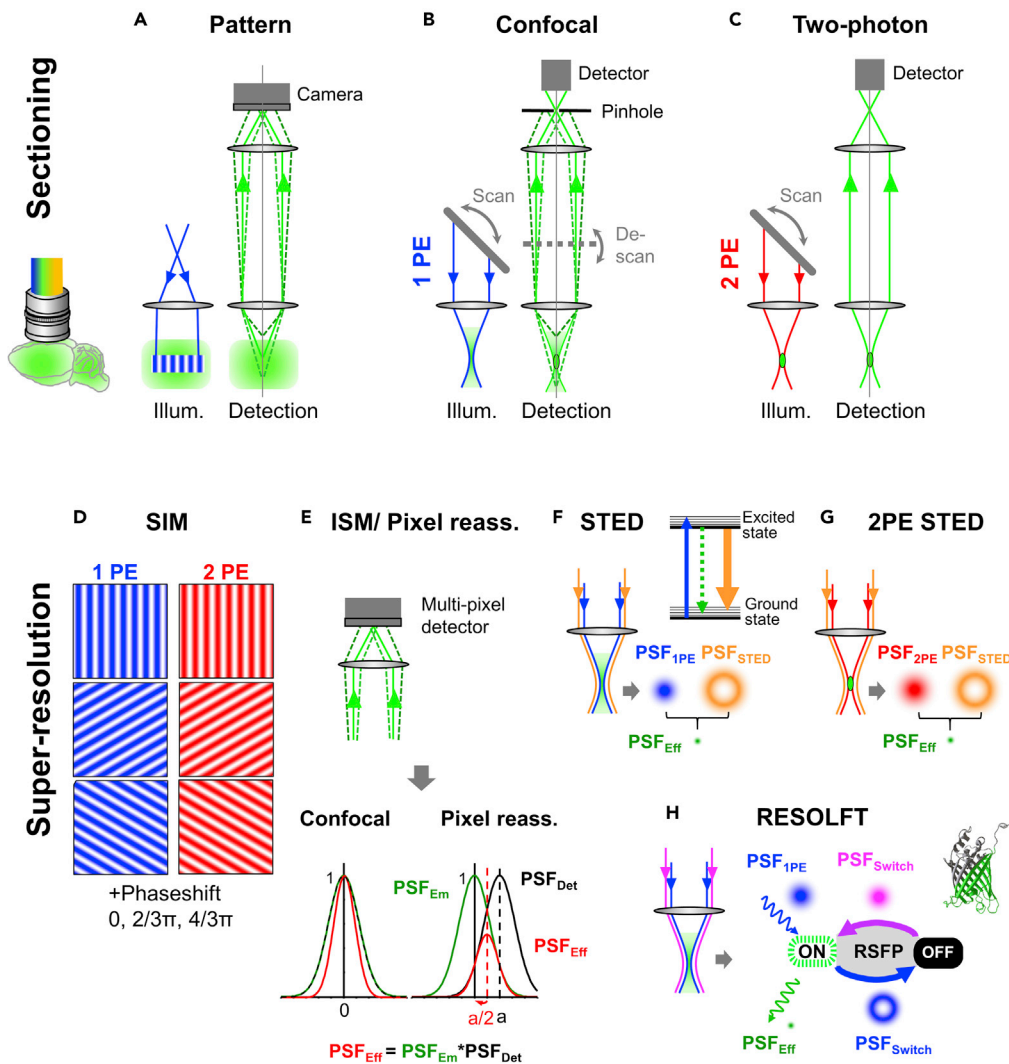 Sectioning
A
Pattern
Camera
Illum.
Detection
B
Confocal
Detector
Pinhole
Scan
De-
scan
1 PE
Illum.
Detection
C
Two-photon
Detector
Scan
2 PE
Illum.
Detection
Super-resolution
D
SIM
1 PE
2 PE
+Phaseshift
0, 2/3π, 4/3π
E
ISM/ Pixel reass.
Multi-pixel
detector
Confocal
Pixel reass.
1
0
1
PSFEm
PSFDet
PSFEff
a/2
a
PSFEff = PSFEm*PSFDet
F
STED
Excited
state
Ground
state
PSF1PE
PSFSTED
PSFEff
G
2PE STED
PSF2PE
PSFSTED
PSFEff
H
RESOLFT
PSF1PE
PSFSwitch
ON
RSFP
OFF
PSFEff
PSFSwitch